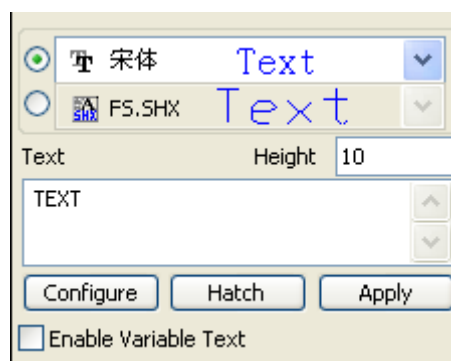 宋体 Text
FS.SHX Text
Text Height 10
TEXT
Configure Hatch Apply
Enable Variable Text